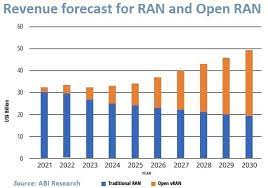 Revenue forecast for RAN and Open RAN
60
50
40
30
20
10
0
US$ Billion
2021 2022 2023 2024 2025 2026 2027 2028 2029 2030
YEAR
Traditional RAN Open vRAN
Source: ABI Research